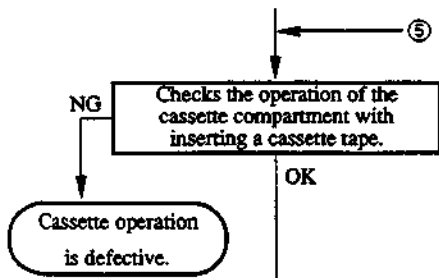 ⑤
NG
Checks the operation of the
cassette compartment with
inserting a cassette tape.
OK
Cassette operation
is defective.